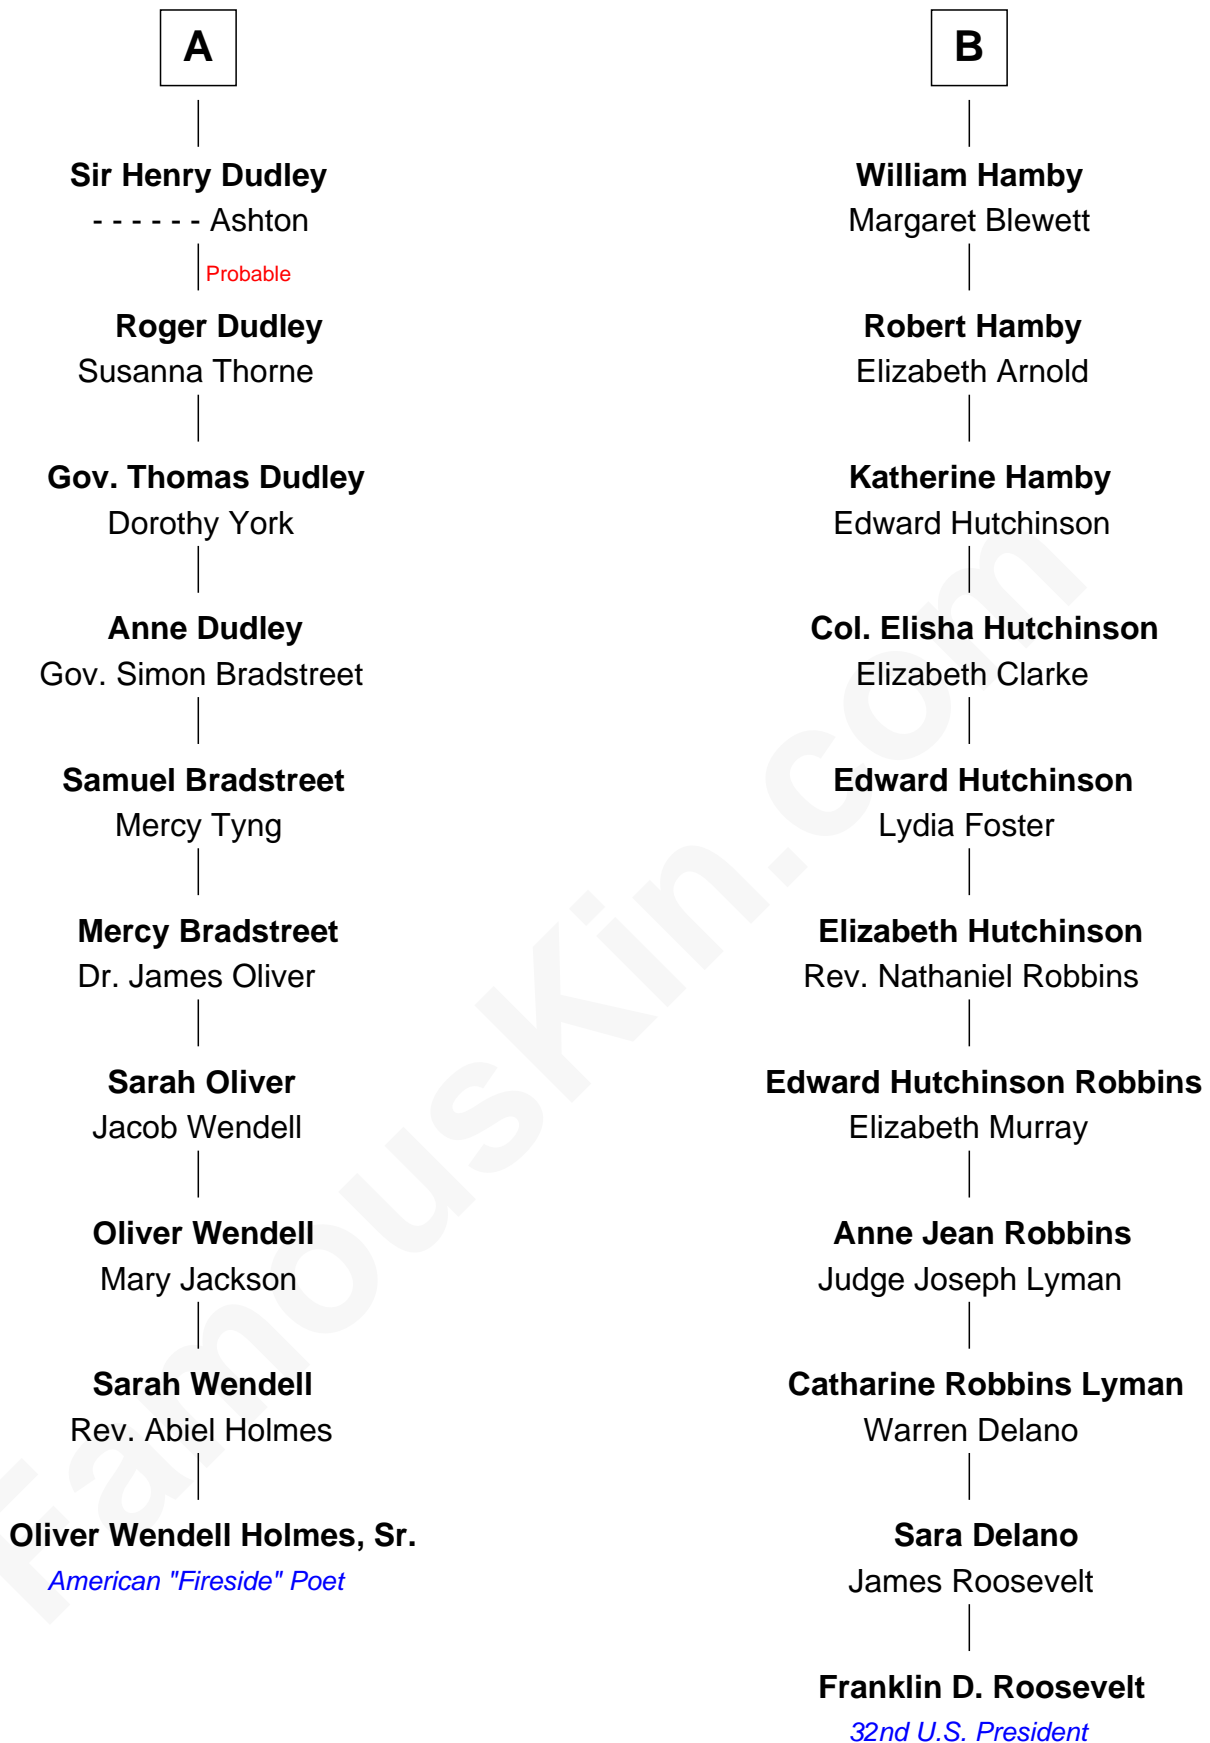 A
Sir Henry Dudley
- - - - - - Ashton
Probable
Roger Dudley
Susanna Thorne
Gov. Thomas Dudley
Dorothy York
Anne Dudley
Gov. Simon Bradstreet
Samuel Bradstreet
Mercy Tyng
Mercy Bradstreet
Dr. James Oliver
Sarah Oliver
Jacob Wendell
Oliver Wendell
Mary Jackson
Sarah Wendell
Rev. Abiel Holmes
Oliver Wendell Holmes, Sr.
American "Fireside" Poet
B
William Hamby
Margaret Blewett
Robert Hamby
Elizabeth Arnold
Katherine Hamby
Edward Hutchinson
Col. Elisha Hutchinson
Elizabeth Clarke
Edward Hutchinson
Lydia Foster
Elizabeth Hutchinson
Rev. Nathaniel Robbins
Edward Hutchinson Robbins
Elizabeth Murray
Anne Jean Robbins
Judge Joseph Lyman
Catharine Robbins Lyman
Warren Delano
Sara Delano
James Roosevelt
Franklin D. Roosevelt
32nd U.S. President
FamousKin.com